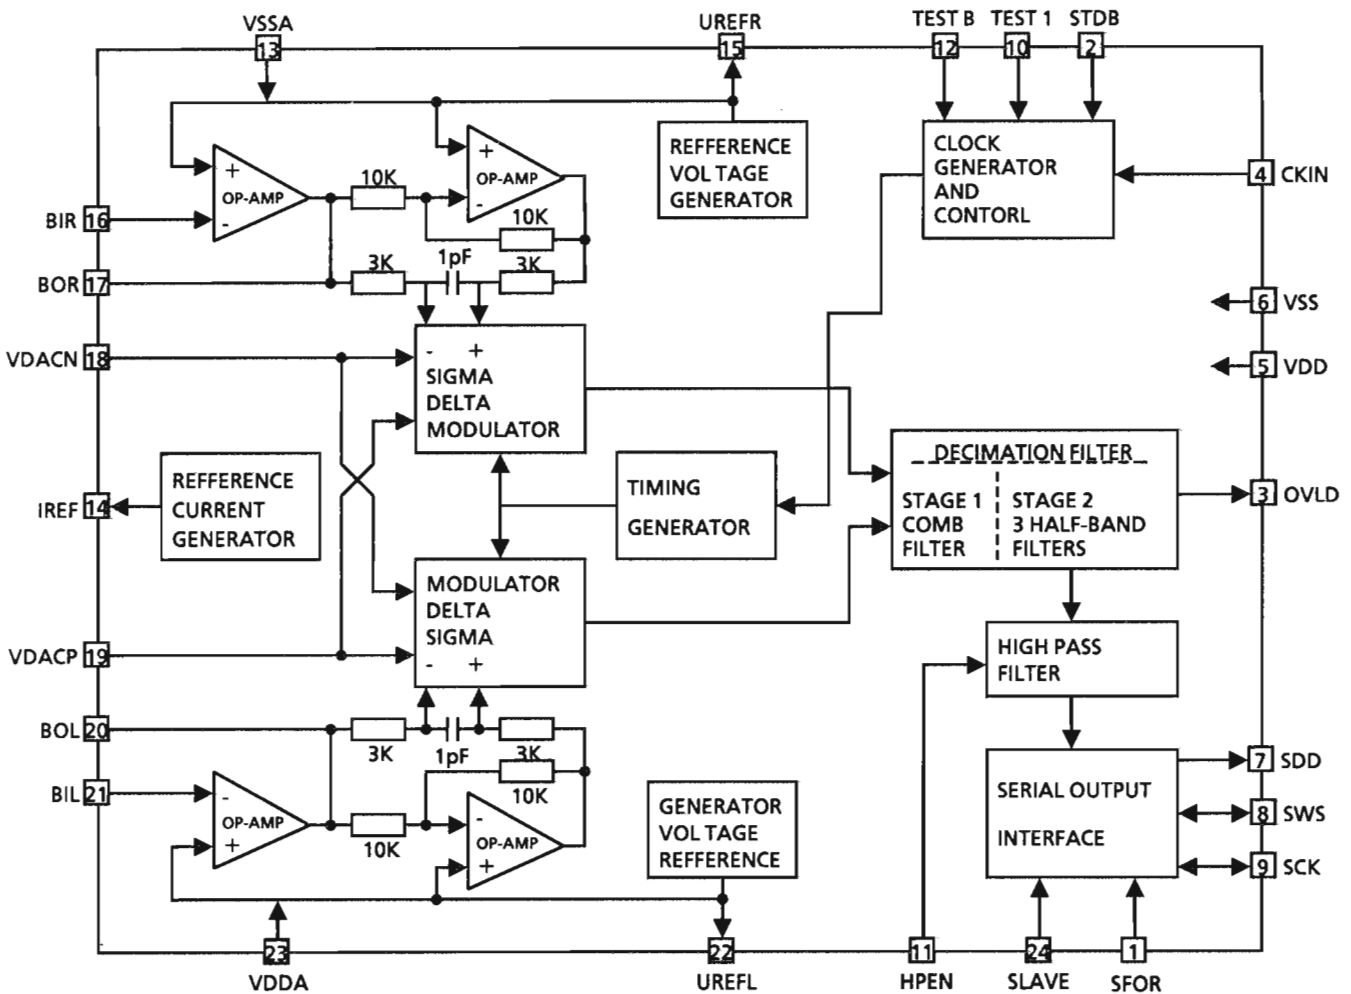 VSSA
UREFR
TEST B
TEST 1
STDB
13
15
12
10
2
+
OP-AMP
-
+
OP-AMP
-
10K
10K
3K
1pF
3K
REFFERENCE
VOLTAGE
GENERATOR
CLOCK
GENERATOR
AND
CONTORL
4 CKIN
BIR 16
BOR 17
6 VSS
VDACN 18
5 VDD
- +
SIGMA
DELTA
MODULATOR
REFFERENCE
CURRENT
GENERATOR
IREF 14
TIMING
GENERATOR
DECIMATION FILTER
STAGE 1
COMB
FILTER
STAGE 2
3 HALF-BAND
FILTERS
3 OVLD
MODULATOR
DELTA
SIGMA
- +
VDACP 19
HIGH PASS
FILTER
BOL 20
3K
1pF
3K
10K
BIL 21
-
OP-AMP
+
10K
-
OP-AMP
+
GENERATOR
VOLTAGE
REFFERENCE
SERIAL OUTPUT
INTERFACE
7 SDD
8 SWS
9 SCK
23
22
11
24
1
VDDA
UREFL
HPEN
SLAVE
SFOR